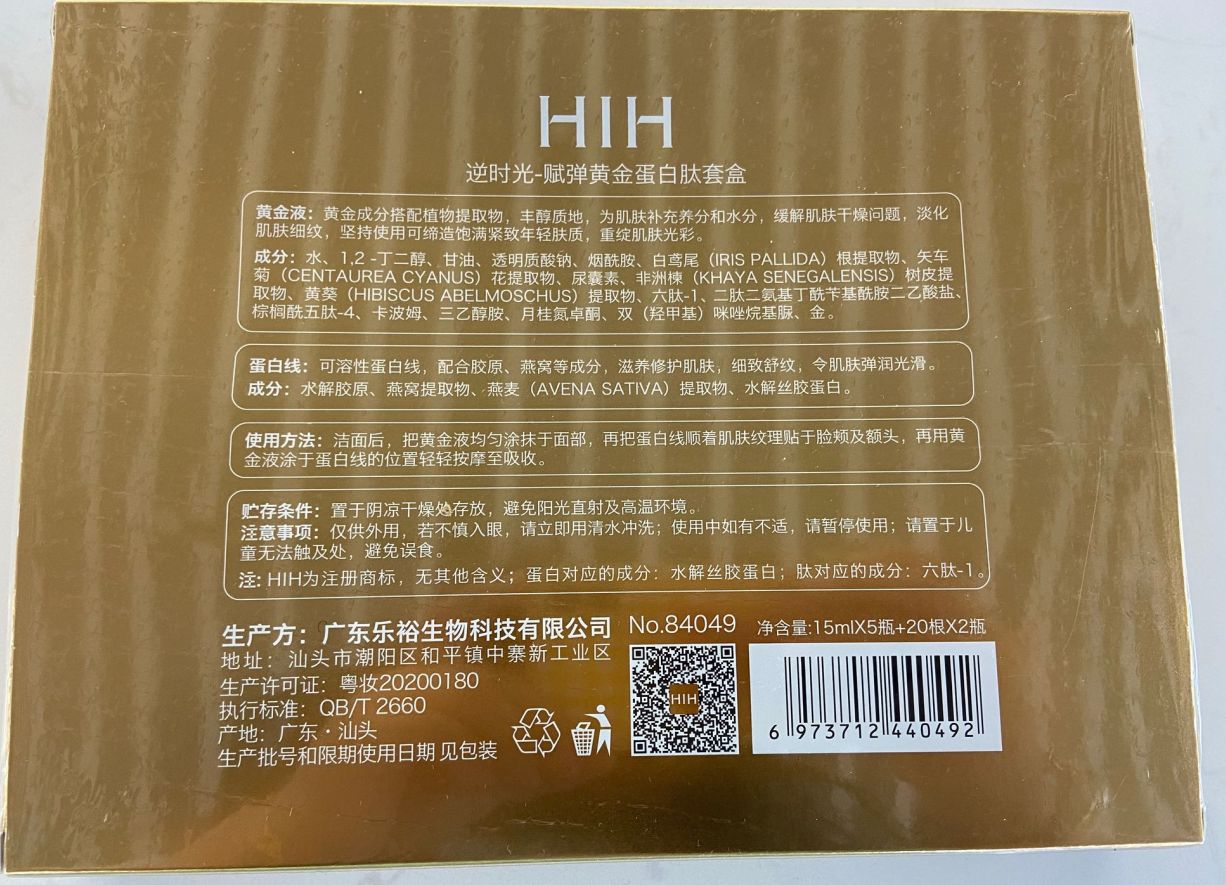 HIH
逆时光-赋弹黄金蛋白肽套盒
黄金液：黄金成分搭配植物提取物，丰醇质地，为肌肤补充养分和水分，缓解肌肤干燥问题，淡化
肌肤细纹，坚持使用可缔造饱满紧致年轻肤质，重绽肌肤光彩。
成分：水、1,2 -丁二醇、甘油、透明质酸钠、烟酰胺、白鸢尾（IRIS PALLIDA）根提取物、矢车
菊（CENTAUREA CYANUS）花提取物、尿囊素、非洲楝（KHAYA SENEGALENSIS）树皮提
取物、黄葵（HIBISCUS ABELMOSCHUS）提取物、六肽-1、二肽二氨基丁酰苄基酰胺二乙酸盐、
棕榈酰五肽-4、卡波姆、三乙醇胺、月桂氮卓酮、双（羟甲基）咪唑烷基脲、金。
蛋白线：可溶性蛋白线，配合胶原、燕窝等成分，滋养修护肌肤，细致舒纹，令肌肤弹润光滑。
成分：水解胶原、燕窝提取物、燕麦（AVENA SATIVA）提取物、水解丝胶蛋白。
使用方法：洁面后，把黄金液均匀涂抹于面部，再把蛋白线顺着肌肤纹理贴于脸颊及额头，再用黄
金液涂于蛋白线的位置轻轻按摩至吸收。
贮存条件：置于阴凉干燥处存放，避免阳光直射及高温环境。
注意事项：仅供外用，若不慎入眼，请立即用清水冲洗；使用中如有不适，请暂停使用；请置于儿
童无法触及处，避免误食。
注: HIH为注册商标，无其他含义；蛋白对应的成分：水解丝胶蛋白；肽对应的成分：六肽-1。
生产方：广东乐裕生物科技有限公司
地址：汕头市潮阳区和平镇中寨新工业区
生产许可证：粤妆20200180
执行标准：QB/T 2660
产地：广东·汕头
生产批号和限期使用日期 见包装
No.84049
净含量:15mlX5瓶+20根X2瓶
HIH
6 973712 440492